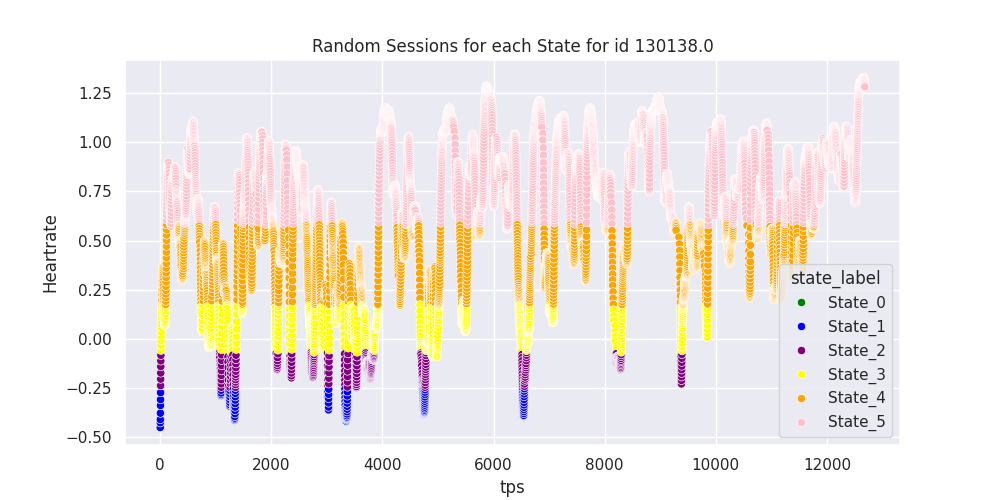 Random Sessions for each State for id 130138.0
Heartrate
1.25
1.00
0.75
0.50
0.25
0.00
−0.25
−0.50
0
2000
4000
6000
8000
10000
12000
tps
state_label
State_0
State_1
State_2
State_3
State_4
State_5